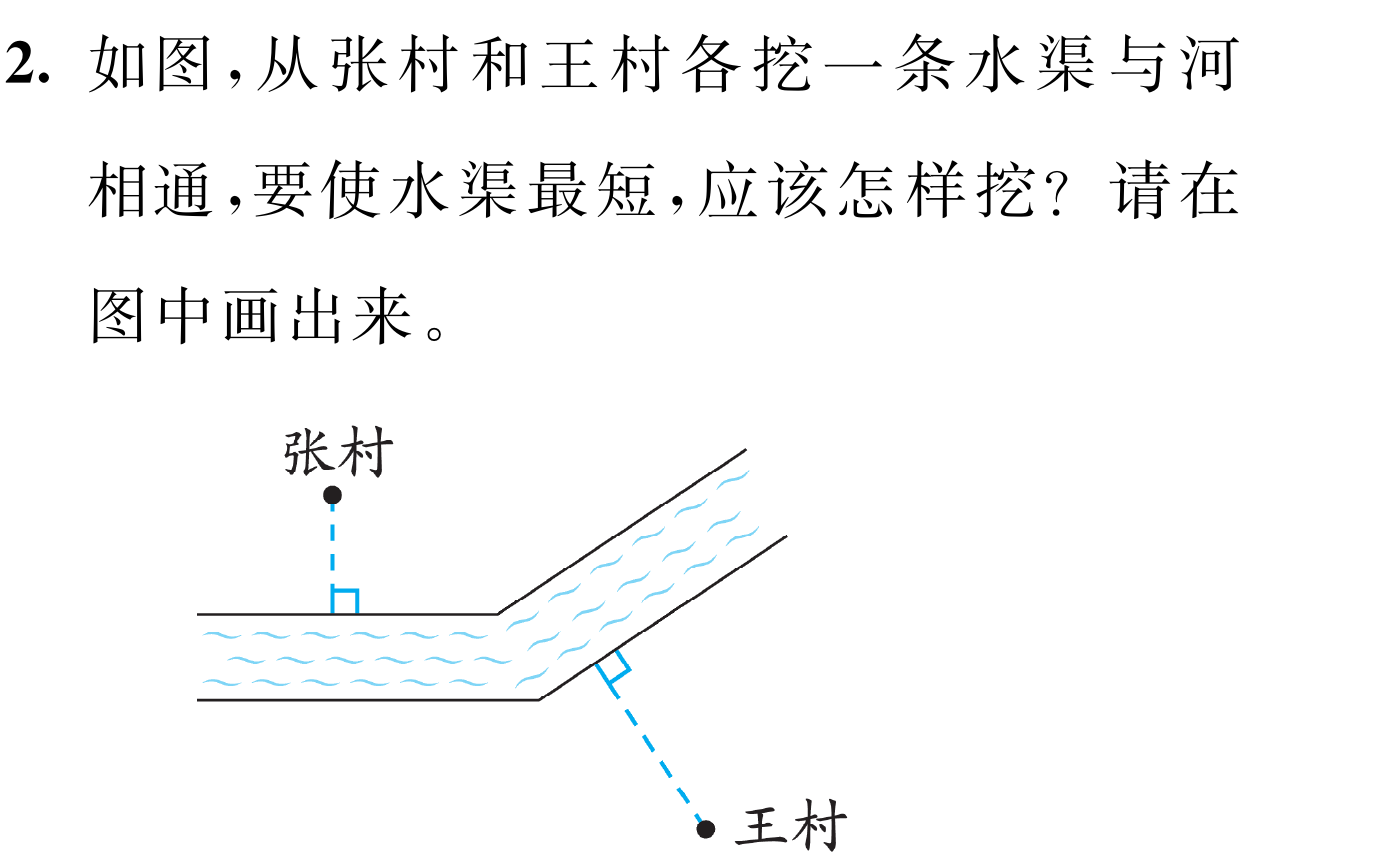 2. 如图,从张村和王村各挖一条水渠与河
相通,要使水渠最短,应该怎样挖? 请在
图中画出来。
张村
王村